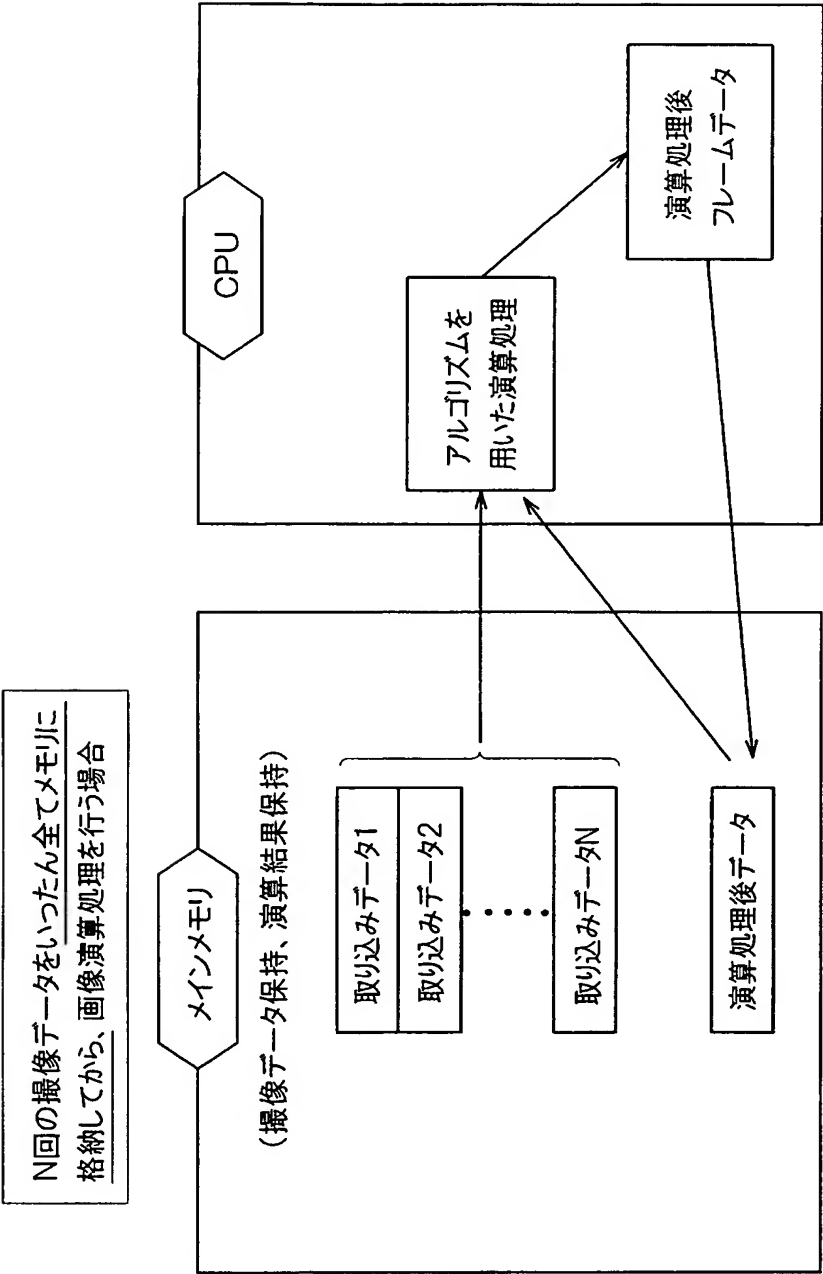 N回の撮像データをいったん全てメモリに
格納してから、画像演算処理を行う場合
メインメモリ
(撮像データ保持、演算結果保持)
取り込みデータ1
取り込みデータ2
取り込みデータN
演算処理後データ
CPU
アルゴリズムを
用いた演算処理
演算処理後
フレームデータ